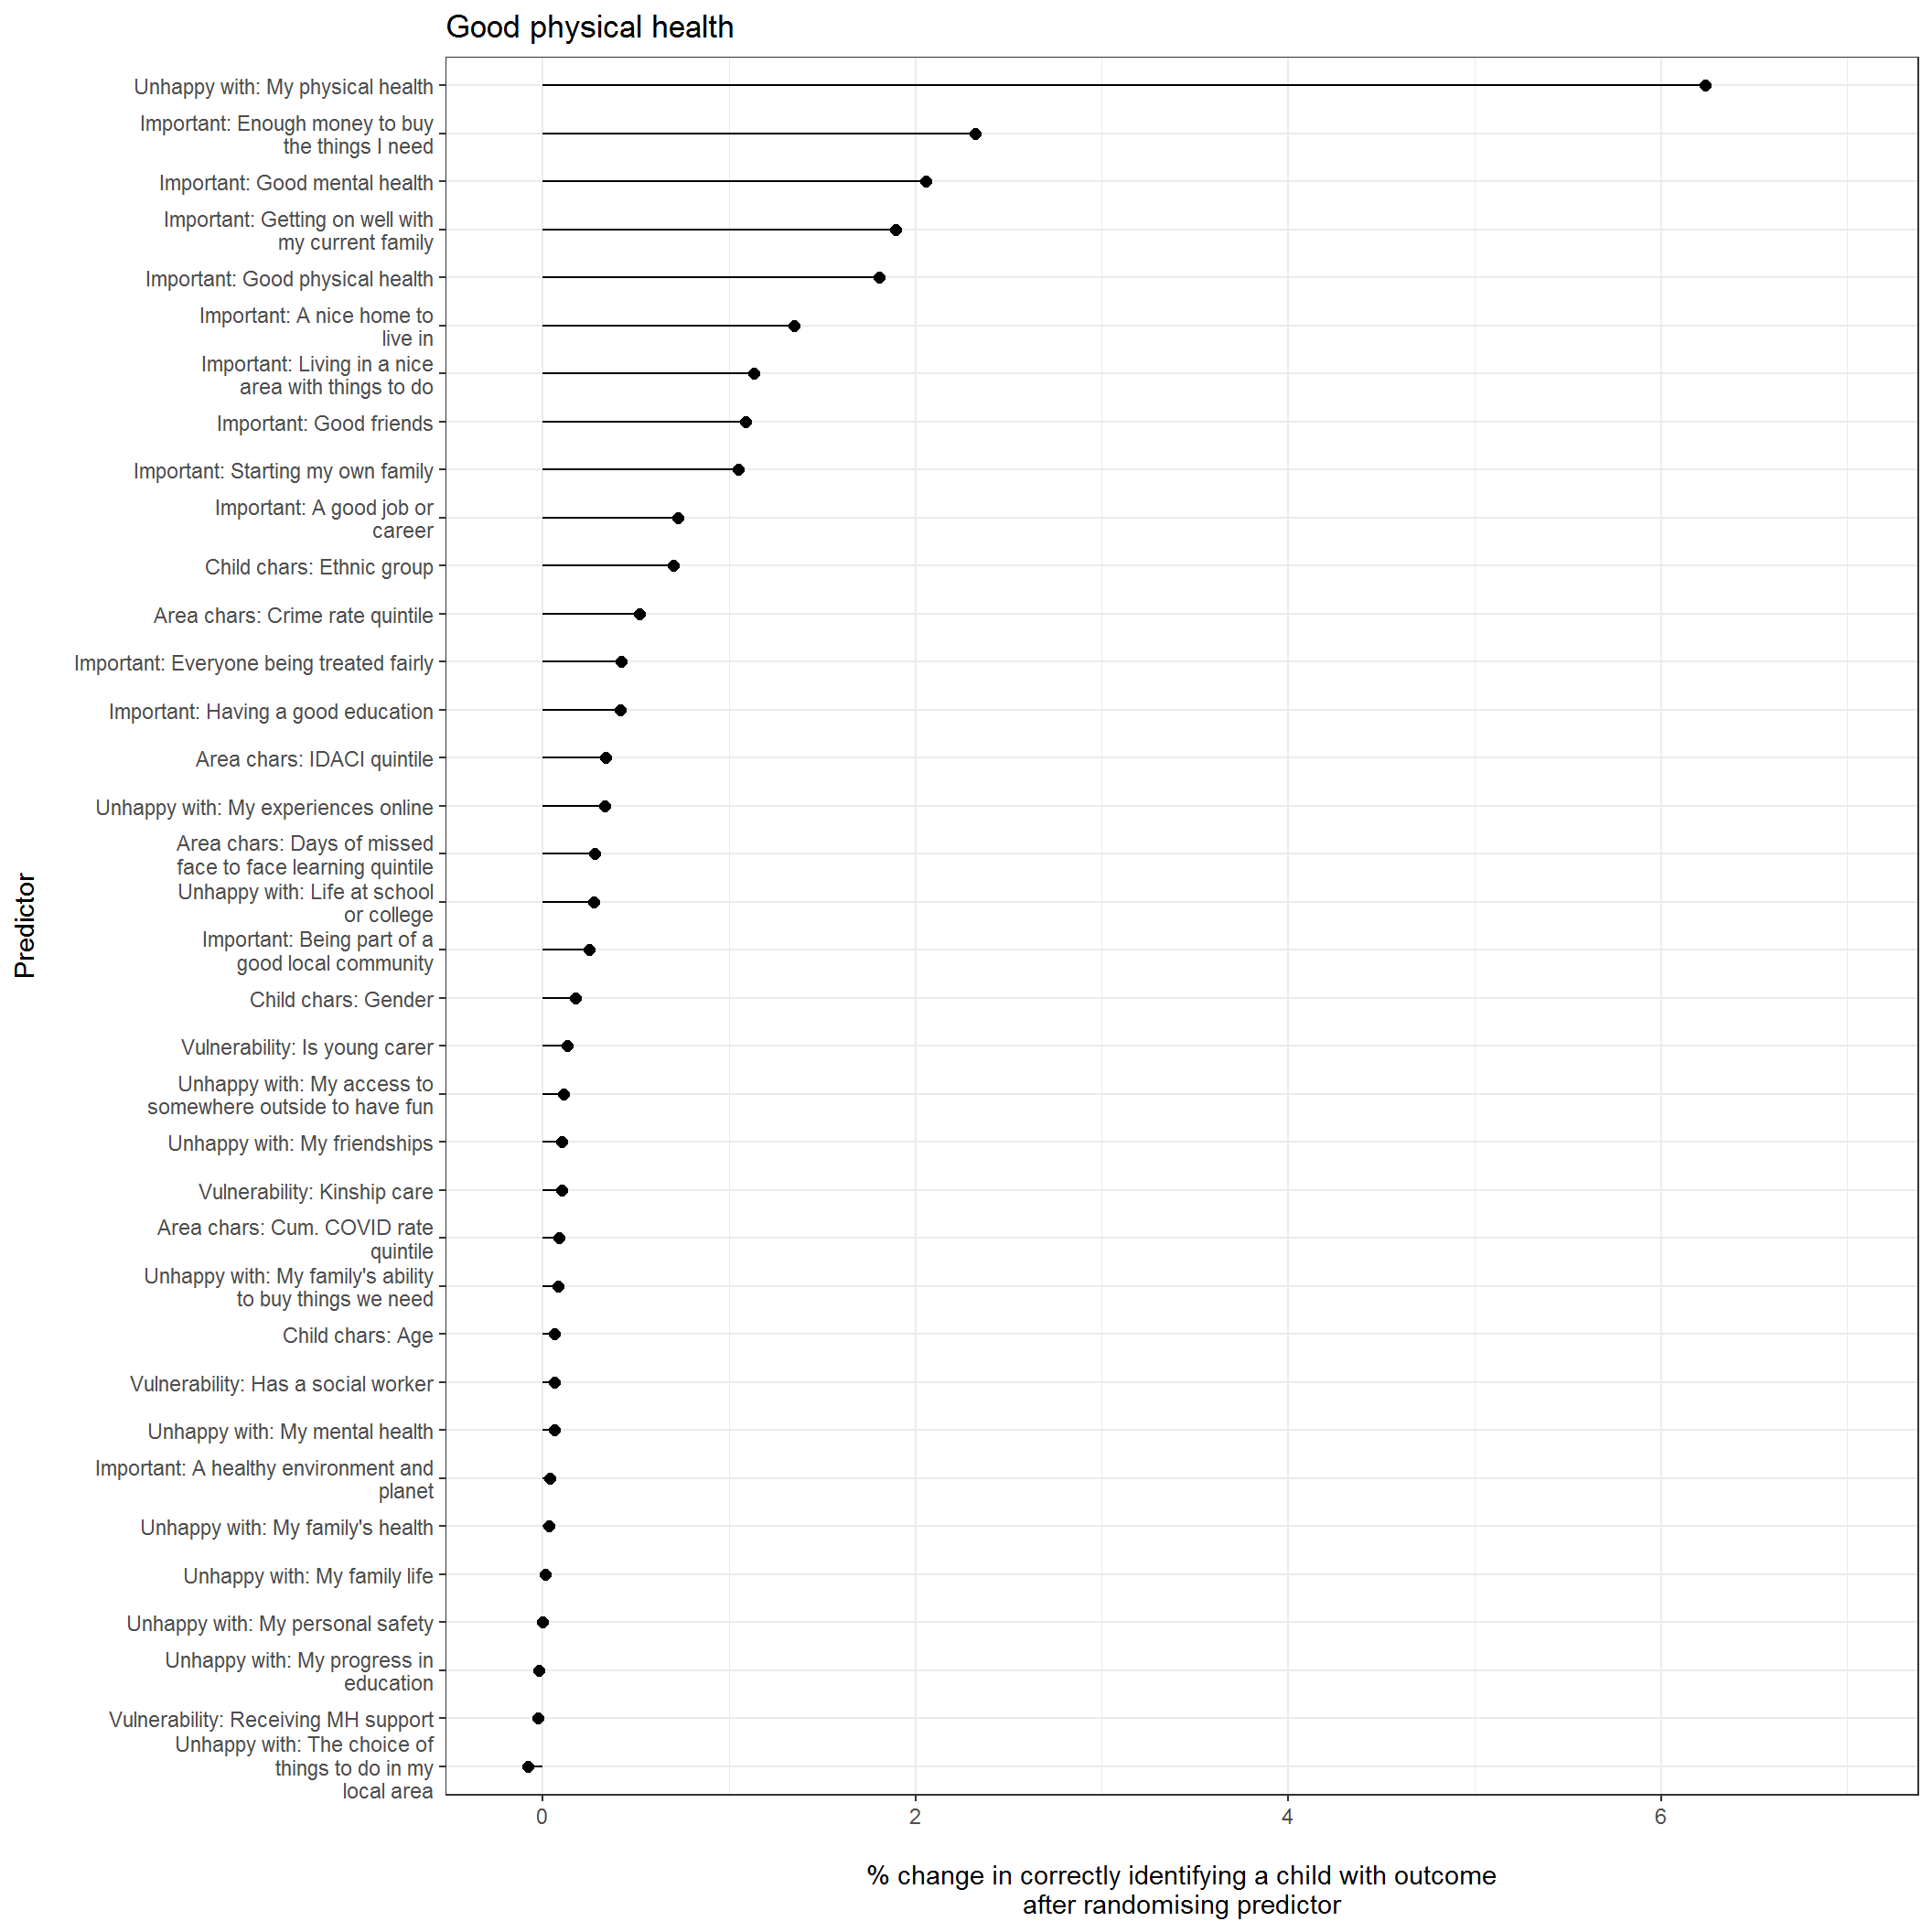 Good physical health
Unhappy with: My physical health
Important: Enough money to buy
the things I need
Important: Good mental health
Important: Getting on well with
my current family
Important: Good physical health
Important: A nice home to
live in
Important: Living in a nice
area with things to do
Important: Good friends
Important: Starting my own family
Important: A good job or
career
Child chars: Ethnic group
Area chars: Crime rate quintile
Important: Everyone being treated fairly
Important: Having a good education
Area chars: IDACI quintile
Unhappy with: My experiences online
Area chars: Days of missed
face to face learning quintile
Unhappy with: Life at school
or college
Important: Being part of a
good local community
Child chars: Gender
Vulnerability: Is young carer
Unhappy with: My access to
somewhere outside to have fun
Unhappy with: My friendships
Vulnerability: Kinship care
Area chars: Cum. COVID rate
quintile
Unhappy with: My family's ability
to buy things we need
Child chars: Age
Vulnerability: Has a social worker
Unhappy with: My mental health
Important: A healthy environment and
planet
Unhappy with: My family's health
Unhappy with: My family life
Unhappy with: My personal safety
Unhappy with: My progress in
education
Vulnerability: Receiving MH support
Unhappy with: The choice of
things to do in my
local area
Predictor
0 2 4 6
% change in correctly identifying a child with outcome
after randomising predictor